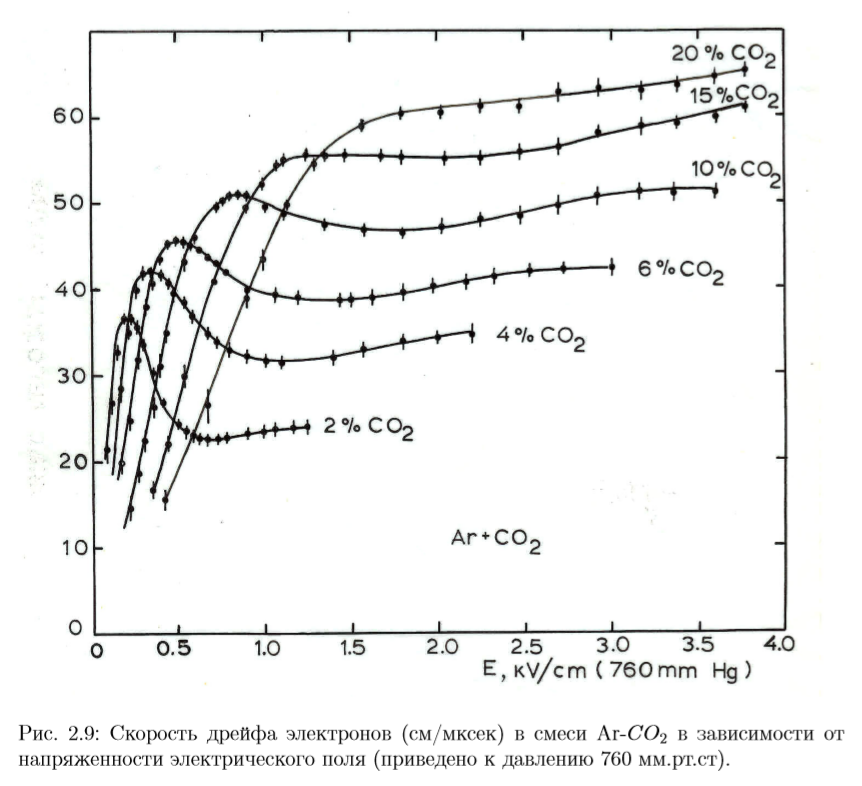 20 % CO2
15 % CO2
10 % CO2
6 % CO2
4 % CO2
2 % CO2
Ar + CO2
60
50
40
30
20
10
0
0 0.5 1.0 1.5 2.0 2.5 3.0 3.5 4.0
E, кV/cm (760 mm Hg)
Рис. 2.9: Скорость дрейфа электронов (см/мксек) в смеси Ar-CO2 в зависимости от
напряженности электрического поля (приведено к давлению 760 мм.рт.ст).